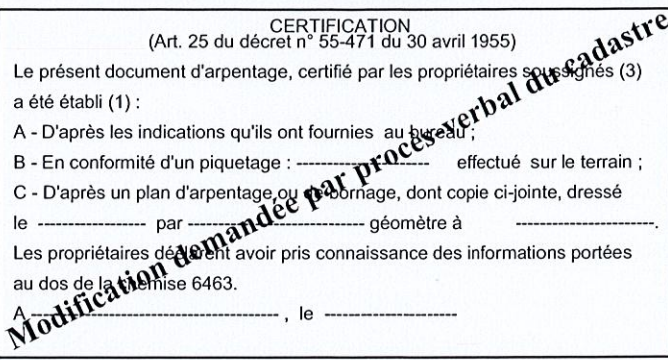 CERTIFICATION
(Art. 25 du décret n° 55-471 du 30 avril 1955)
Le présent document d'arpentage, certifié par les propriétaires soussignés (3)
a été établi (1) :
A - D'après les indications qu'ils ont fournies au bureau ;
B - En conformité d'un piquetage : -------------------- effectué sur le terrain ;
C - D'après un plan d'arpentage ou de bornage, dont copie ci-jointe, dressé
le ---------------- par -------------------------- géomètre à ---------------------.
Les propriétaires déclarent avoir pris connaissance des informations portées
au dos de la chemise 6463.
A ------------------------------------- , le --------------------
Modification demandée par procès-verbal du cadastre